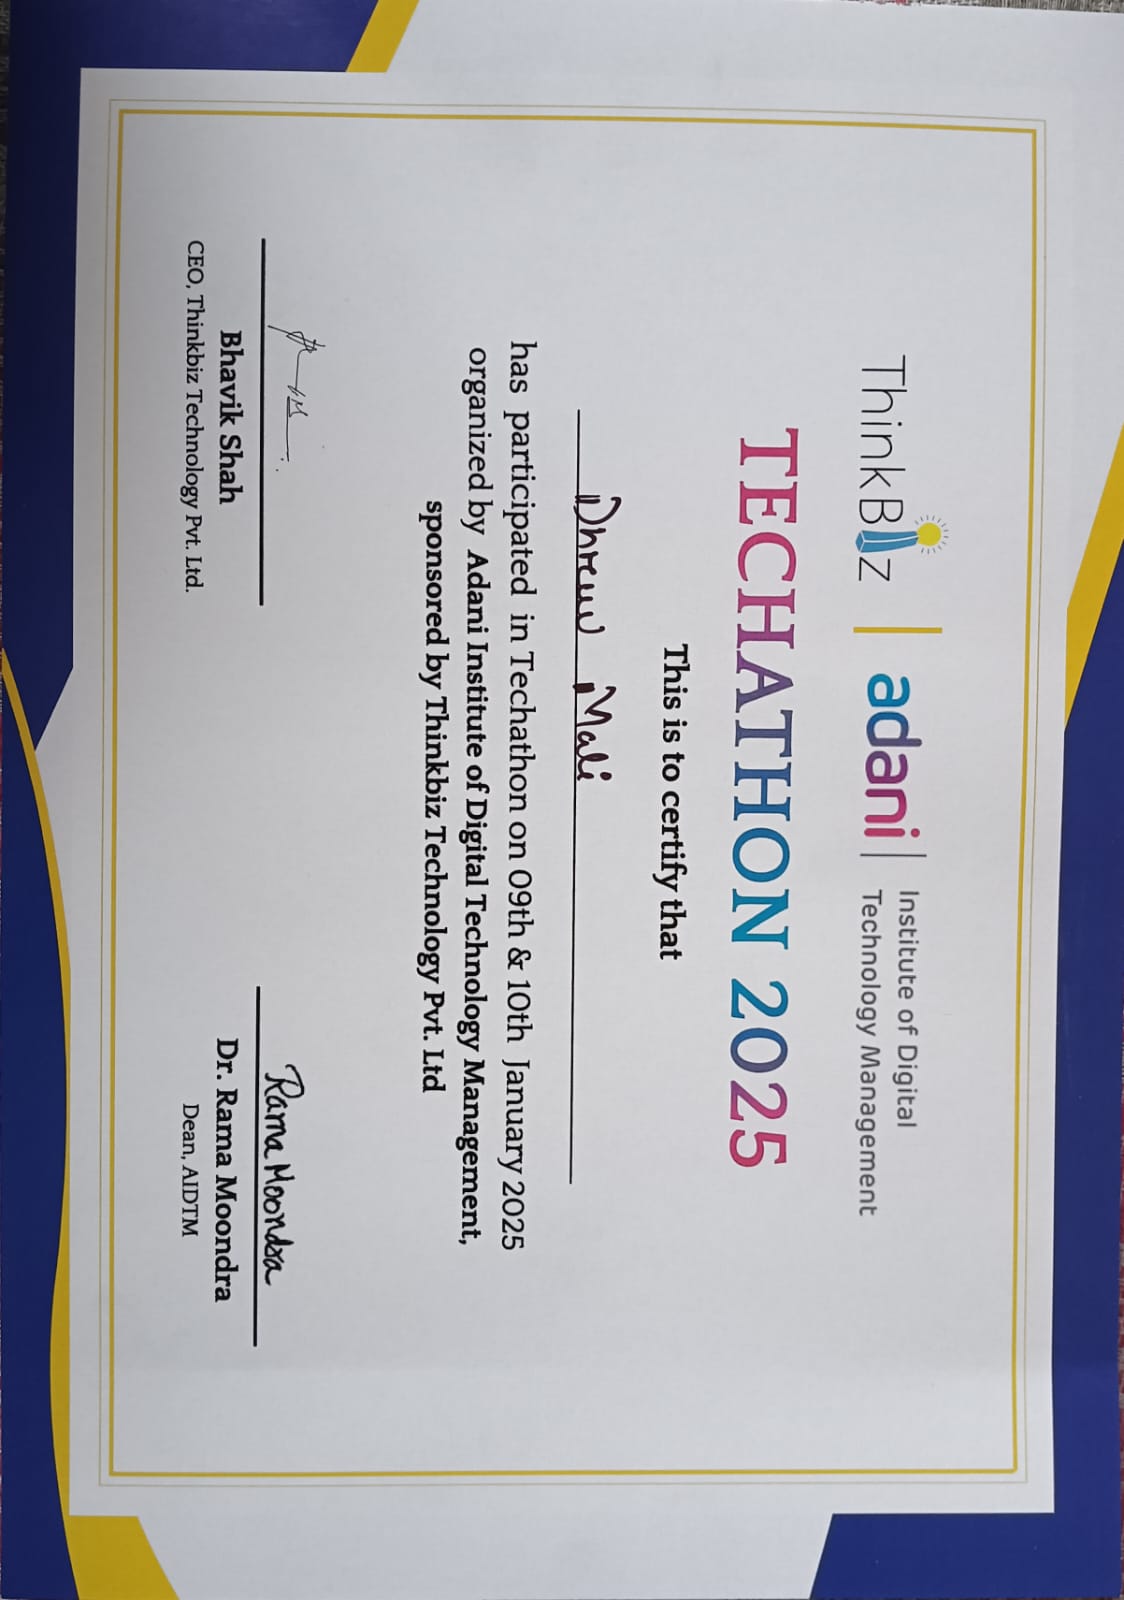 ThinkBiz | adani | Institute of Digital
Technology Management
TECHATHON 2025
This is to certify that
Dhruv Mali
has participated in Techathon on 09th & 10th January 2025
organized by Adani Institute of Digital Technology Management,
sponsored by Thinkbiz Technology Pvt. Ltd
Bhavik Shah
CEO, Thinkbiz Technology Pvt. Ltd.
Rama Moondra
Dr. Rama Moondra
Dean, AIDTM